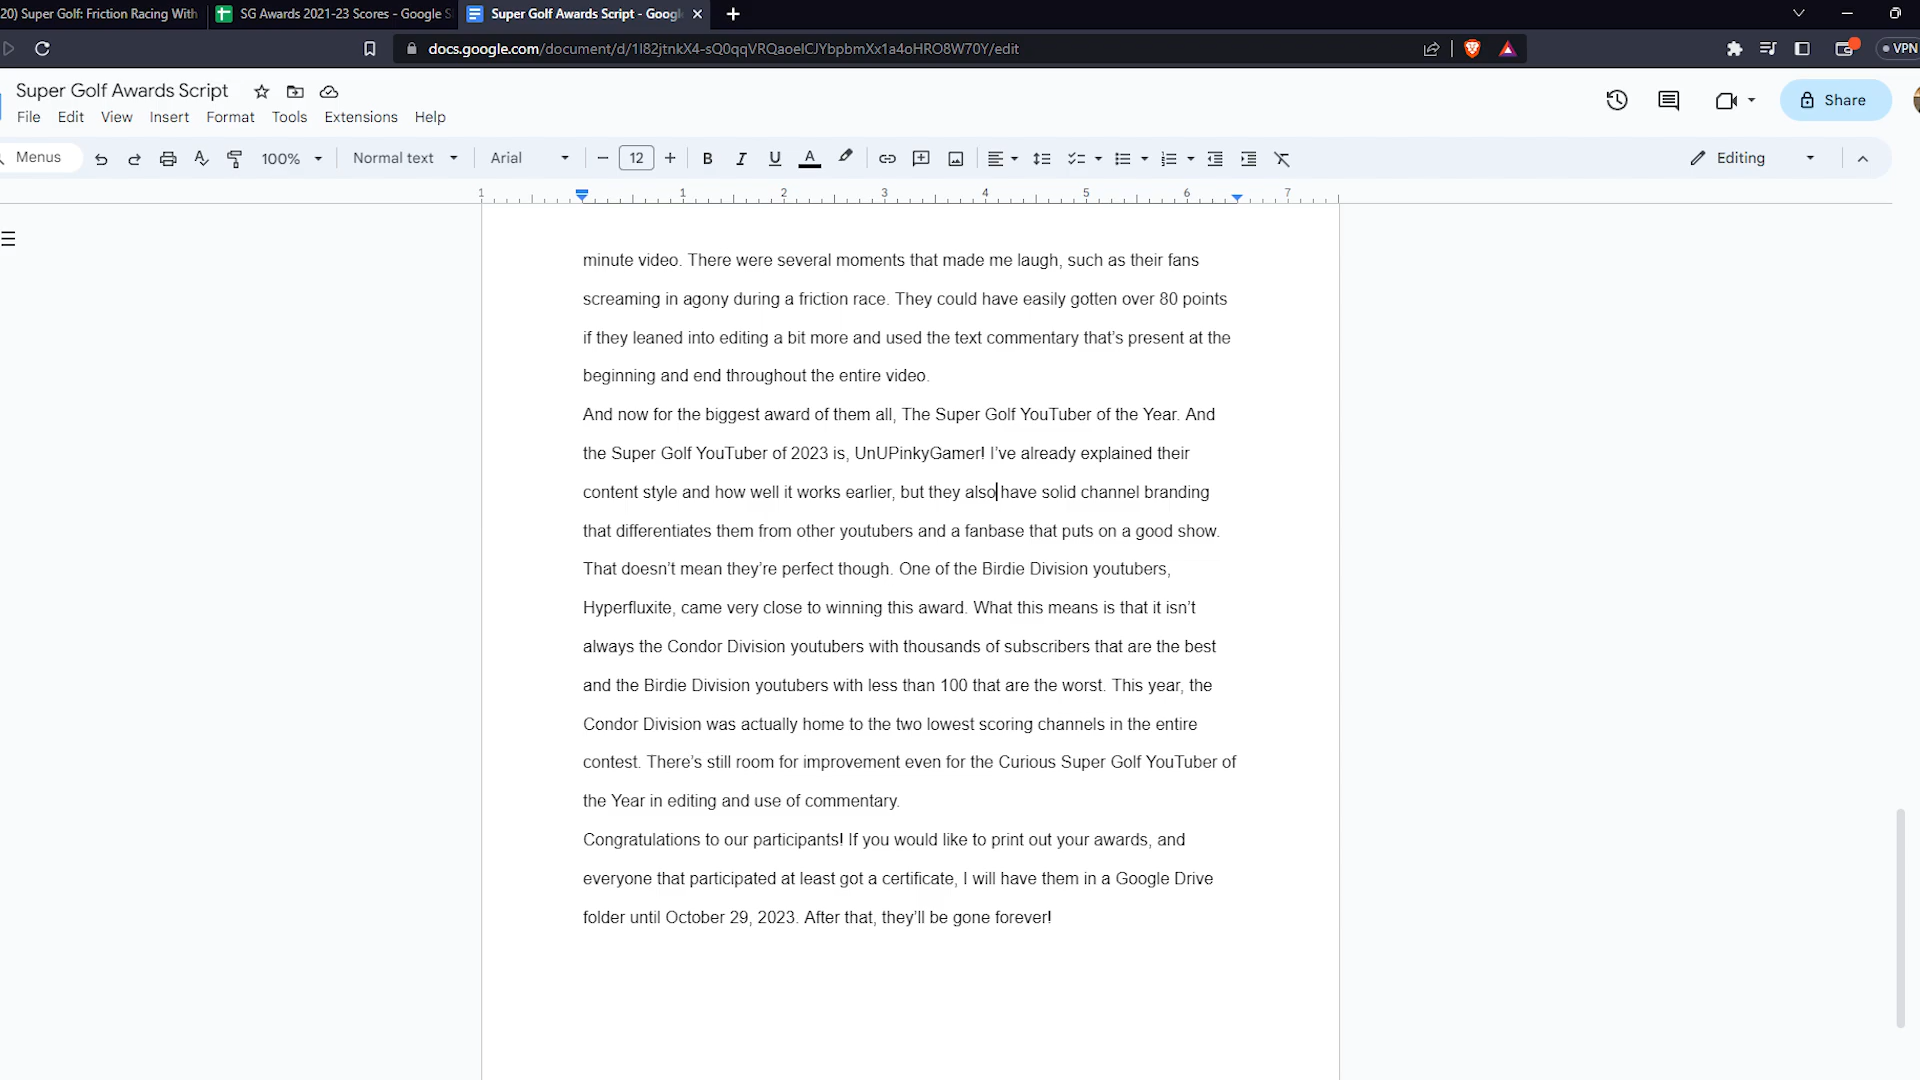 20) Super Golf: Friction Racing With
SG Awards 2021-23 Scores - Google S
Super Golf Awards Script - Googl
docs.google.com/document/d/1I82jtnkX4-sQ0qqVRQaoeICJYbpbmXx1a4oHRO8W70Y/edit
VPN
Super Golf Awards Script
Share
File Edit View Insert Format Tools Extensions Help
Menus 100% Normal text Arial 12 B I U A Editing
1 1 2 3 4 5 6 7
minute video. There were several moments that made me laugh, such as their fans
screaming in agony during a friction race. They could have easily gotten over 80 points
if they leaned into editing a bit more and used the text commentary that’s present at the
beginning and end throughout the entire video.
And now for the biggest award of them all, The Super Golf YouTuber of the Year. And
the Super Golf YouTuber of 2023 is, UnUPinkyGamer! I’ve already explained their
content style and how well it works earlier, but they also have solid channel branding
that differentiates them from other youtubers and a fanbase that puts on a good show.
That doesn’t mean they’re perfect though. One of the Birdie Division youtubers,
Hyperfluxite, came very close to winning this award. What this means is that it isn’t
always the Condor Division youtubers with thousands of subscribers that are the best
and the Birdie Division youtubers with less than 100 that are the worst. This year, the
Condor Division was actually home to the two lowest scoring channels in the entire
contest. There’s still room for improvement even for the Curious Super Golf YouTuber of
the Year in editing and use of commentary.
Congratulations to our participants! If you would like to print out your awards, and
everyone that participated at least got a certificate, I will have them in a Google Drive
folder until October 29, 2023. After that, they’ll be gone forever!